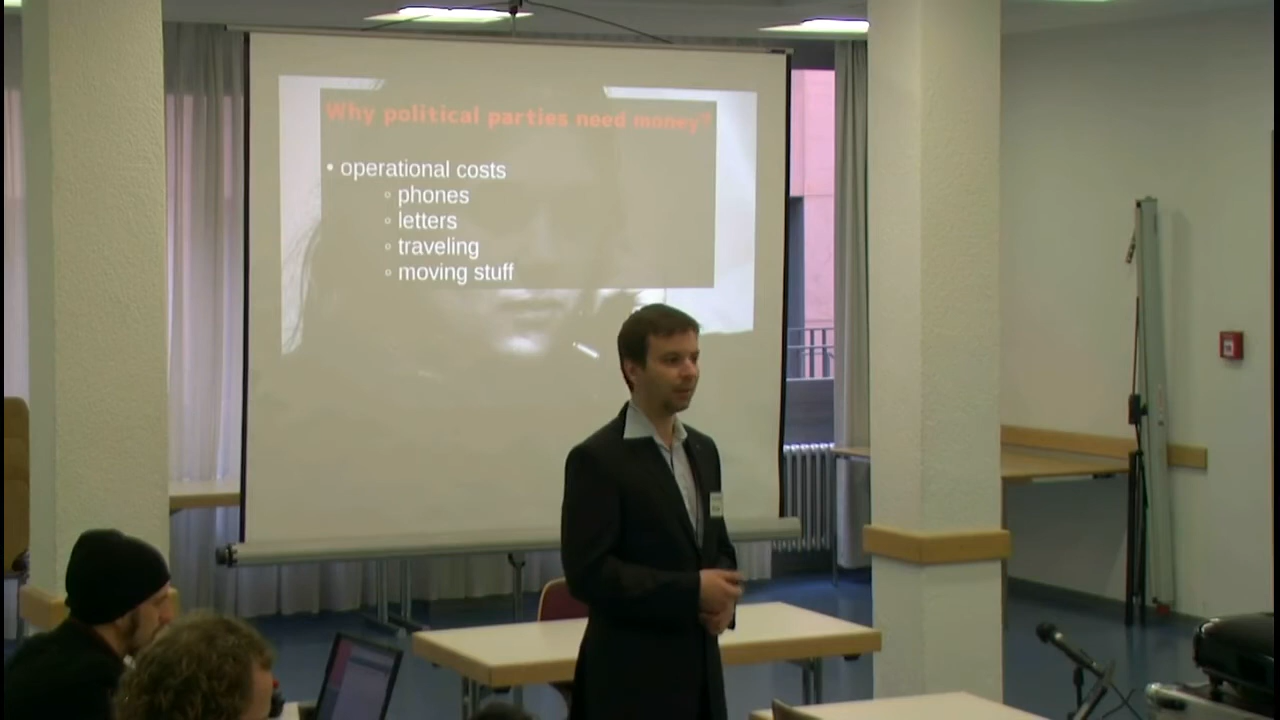 Why political parties need money?
• operational costs
◦ phones
◦ letters
◦ traveling
◦ moving stuff